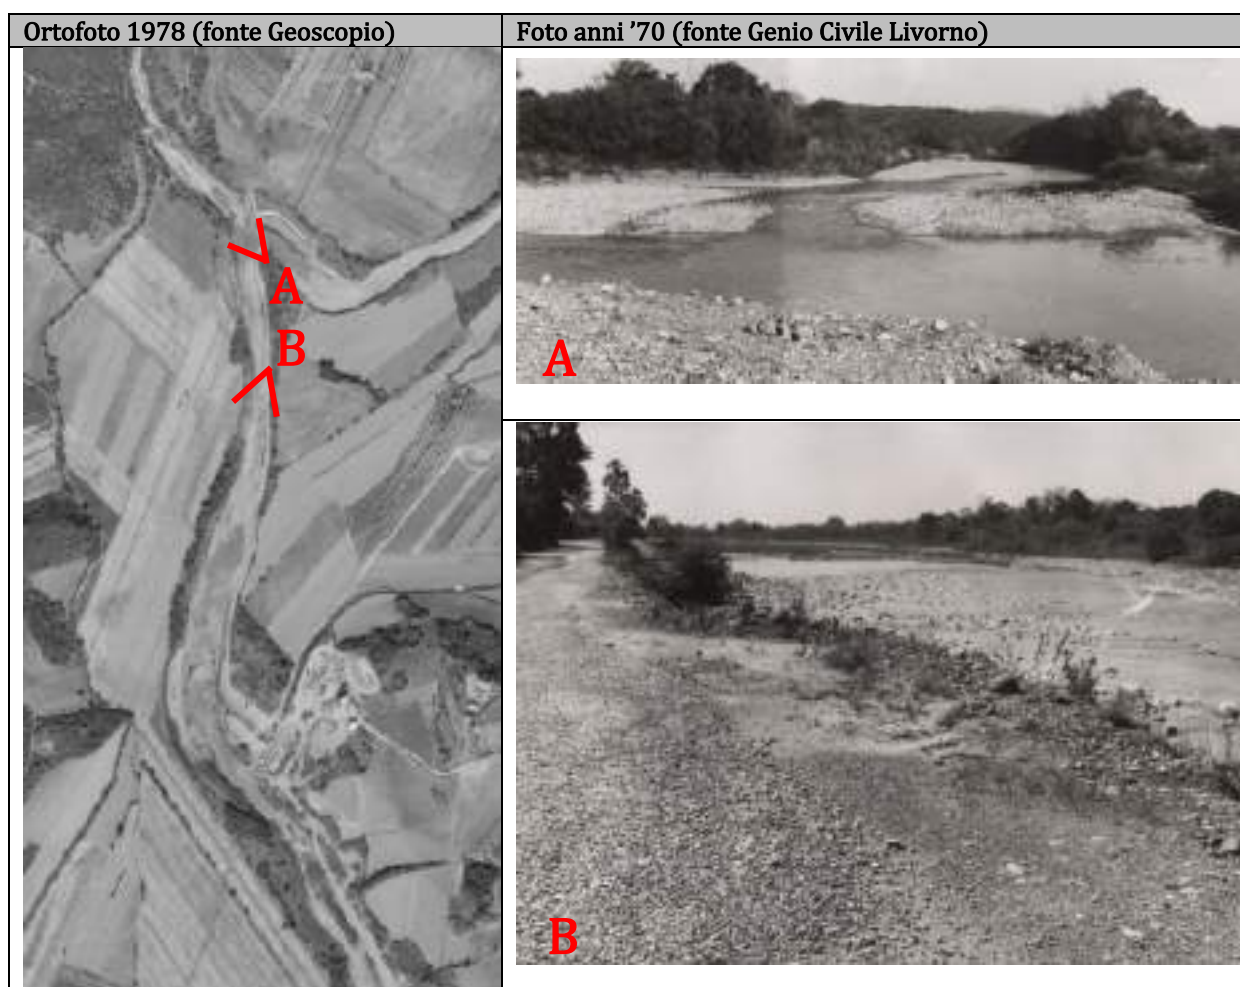 Ortofoto 1978 (fonte Geoscopio)
Foto anni ’70 (fonte Genio Civile Livorno)
A
B
A
B